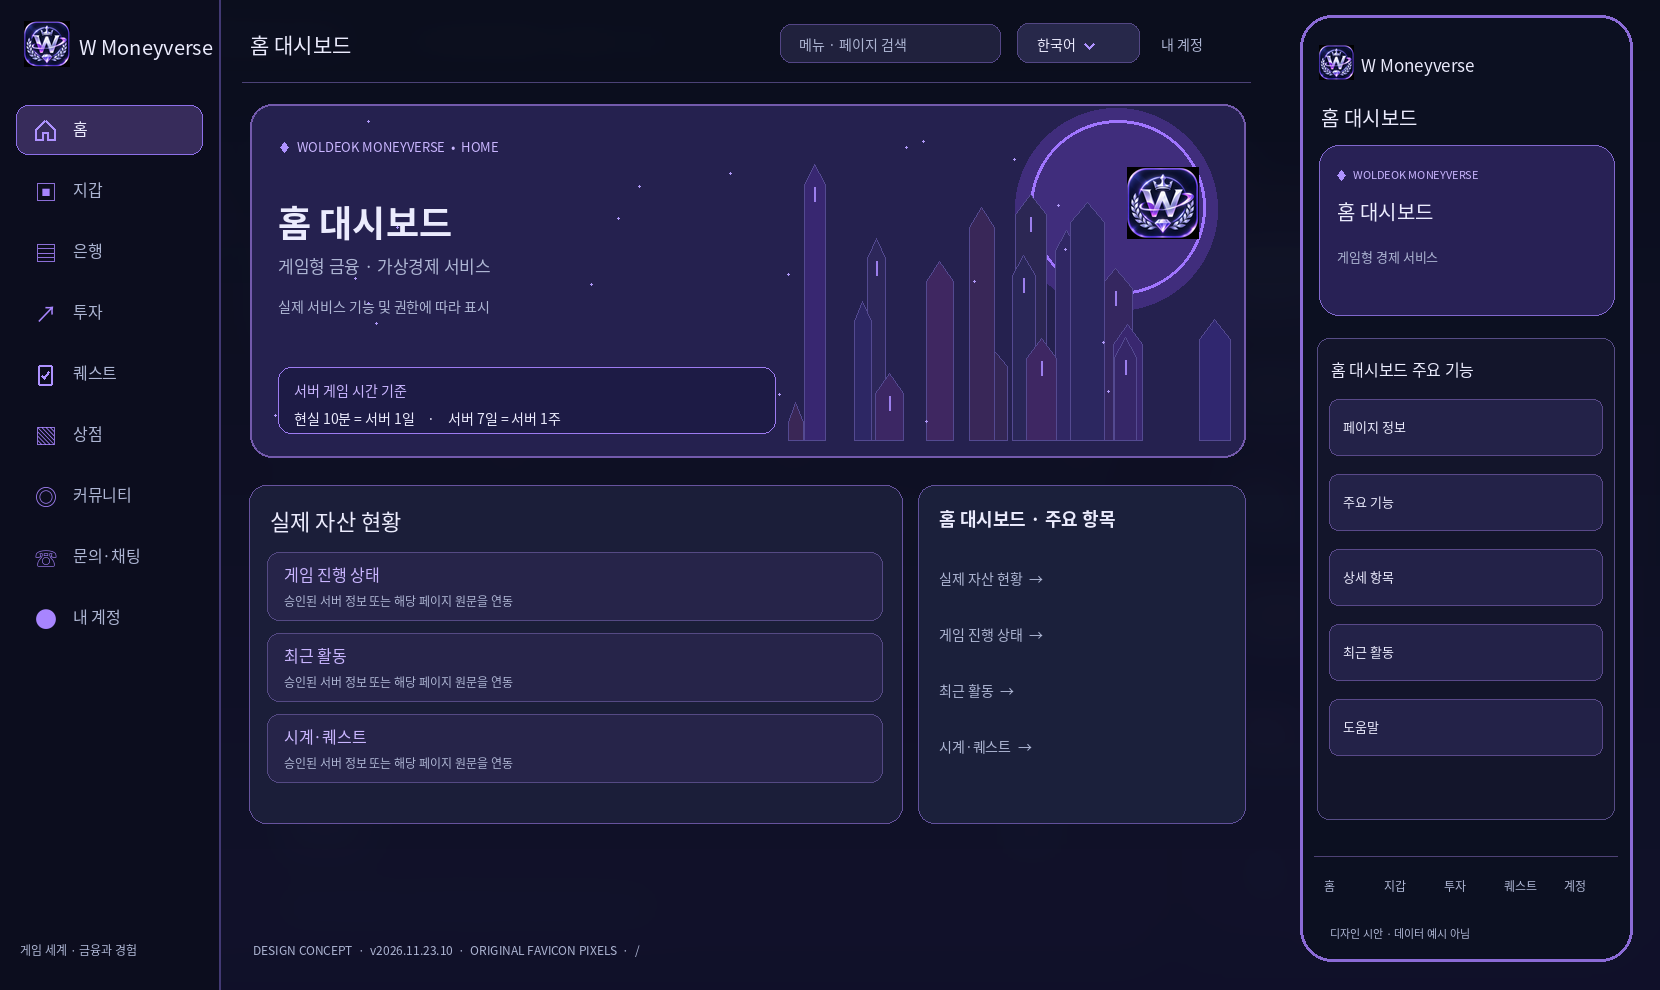 W Moneyverse
홈
지갑
은행
투자
퀘스트
상점
커뮤니티
문의·채팅
내 계정
게임 세계 · 금융과 경험
홈 대시보드
메뉴 · 페이지 검색
한국어
내 계정
WOLDEOK MONEYVERSE • HOME
홈 대시보드
게임형 금융 · 가상경제 서비스
실제 서비스 기능 및 권한에 따라 표시
서버 게임 시간 기준
현실 10분 = 서버 1일 · 서버 7일 = 서버 1주
W
실제 자산 현황
게임 진행 상태
승인된 서버 정보 또는 해당 페이지 원문을 연동
최근 활동
승인된 서버 정보 또는 해당 페이지 원문을 연동
시계·퀘스트
승인된 서버 정보 또는 해당 페이지 원문을 연동
홈 대시보드 · 주요 항목
실제 자산 현황 →
게임 진행 상태 →
최근 활동 →
시계·퀘스트 →
DESIGN CONCEPT · v2026.11.23.10 · ORIGINAL FAVICON PIXELS · /
W Moneyverse
홈 대시보드
WOLDEOK MONEYVERSE
홈 대시보드
게임형 경제 서비스
홈 대시보드 주요 기능
페이지 정보
주요 기능
상세 항목
최근 활동
도움말
홈 지갑 투자 퀘스트 계정
디자인 시안 · 데이터 예시 아님